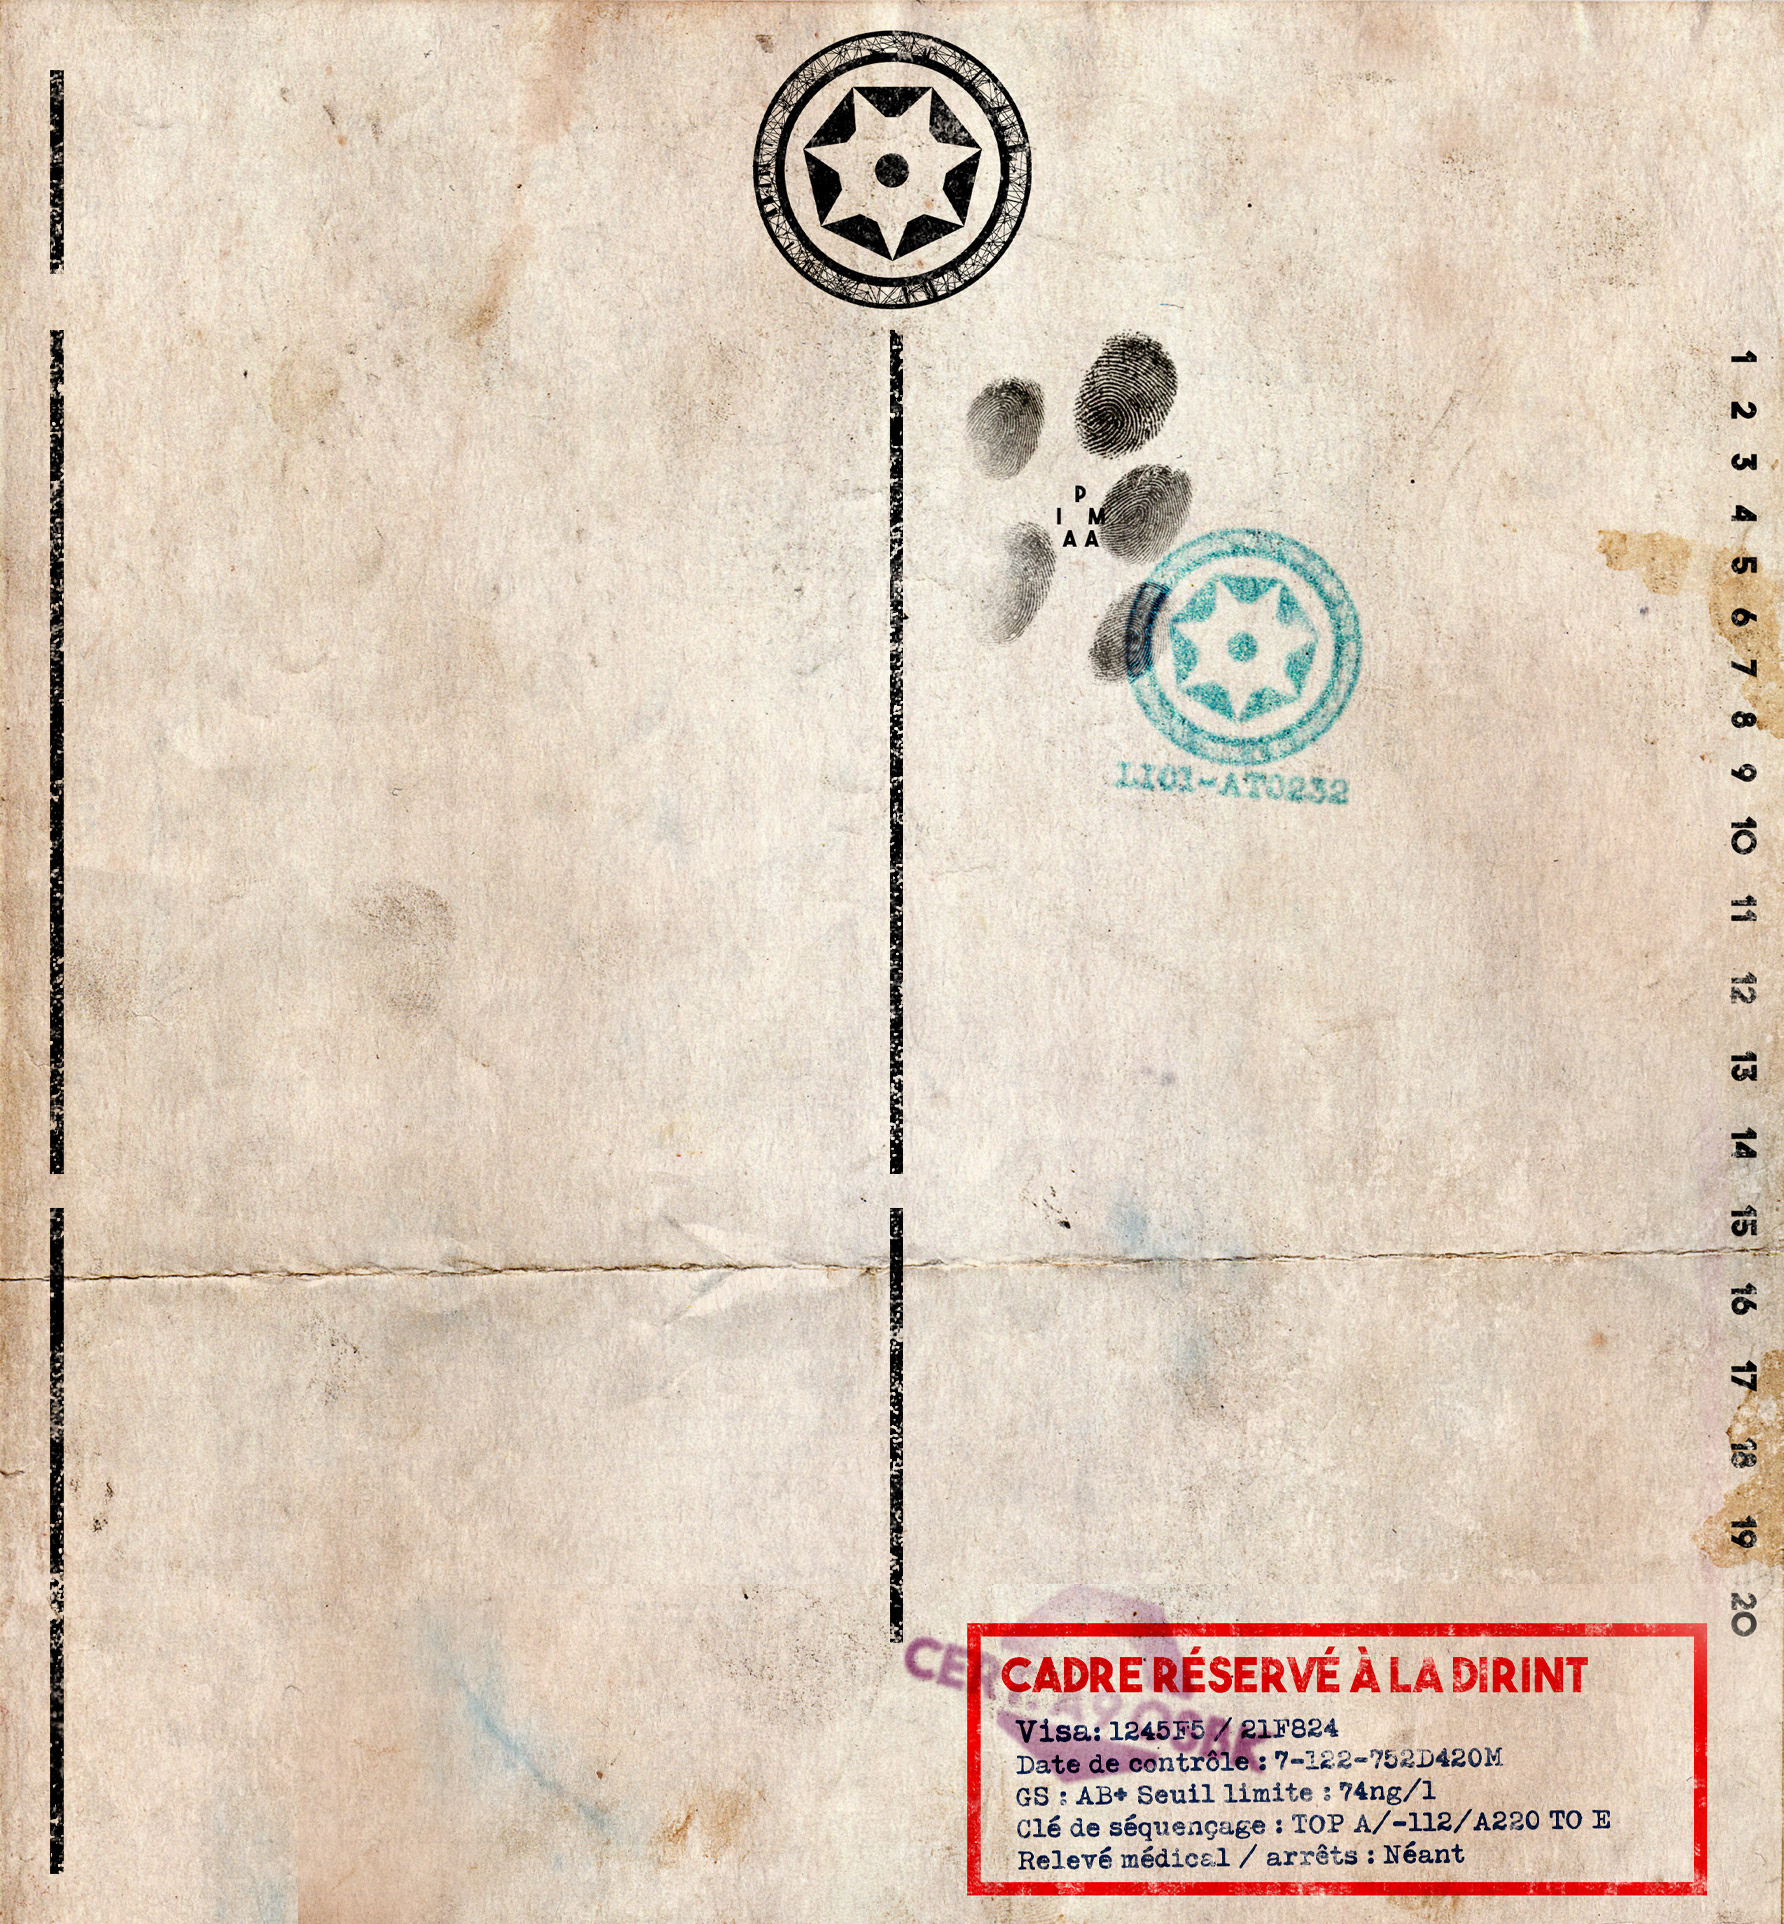 P
I M
A A
LI01-AT0232
1
2
3
4
5
6
7
8
9
10
11
12
13
14
15
16
17
18
19
20
CADRE RÉSERVÉ À LA DIRINT
Visa: 1245F5 / 21F824
Date de contrôle : 7-122-752D420M
GS : AB+ Seuil limite : 74ng/l
Clé de séquençage : TOP A/-112/A220 TO E
Relevé médical / arrêts : Néant